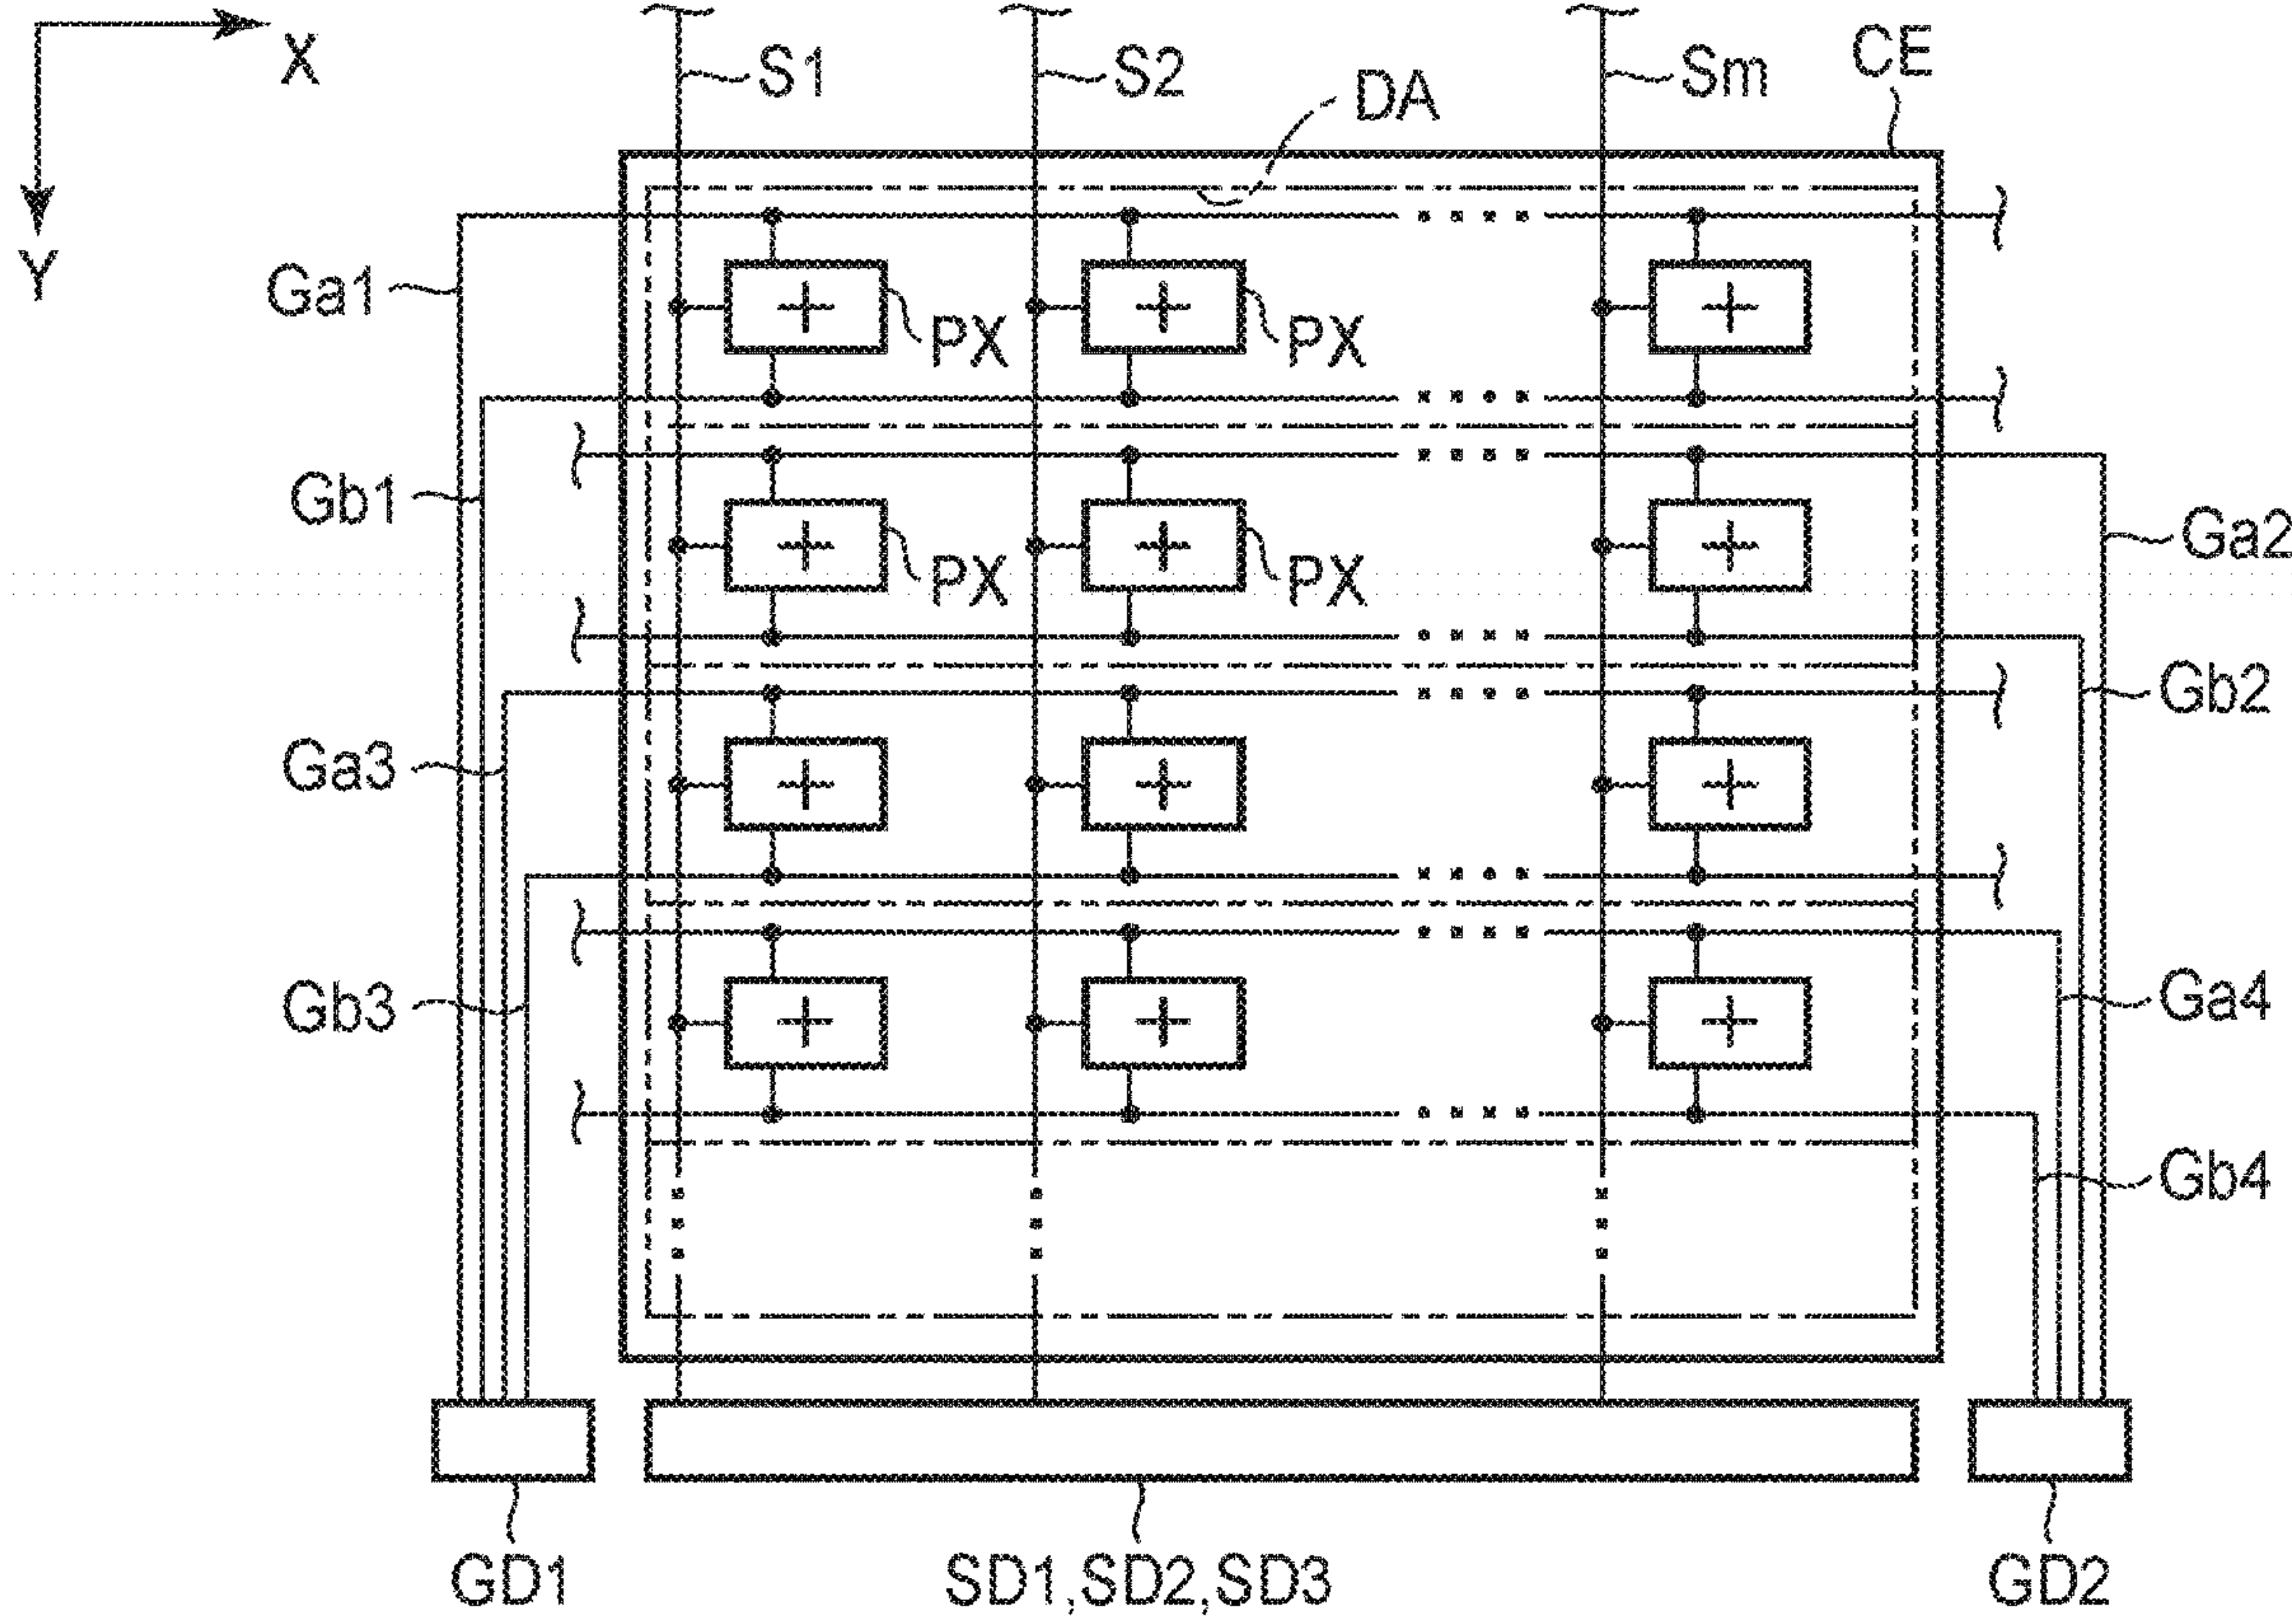 X
Y
S1
S2
Sm
CE
DA
Ga1
PX
PX
Gb1
PX
PX
Ga2
Gb2
Ga3
Gb3
Ga4
Gb4
GD1
SD1,SD2,SD3
GD2